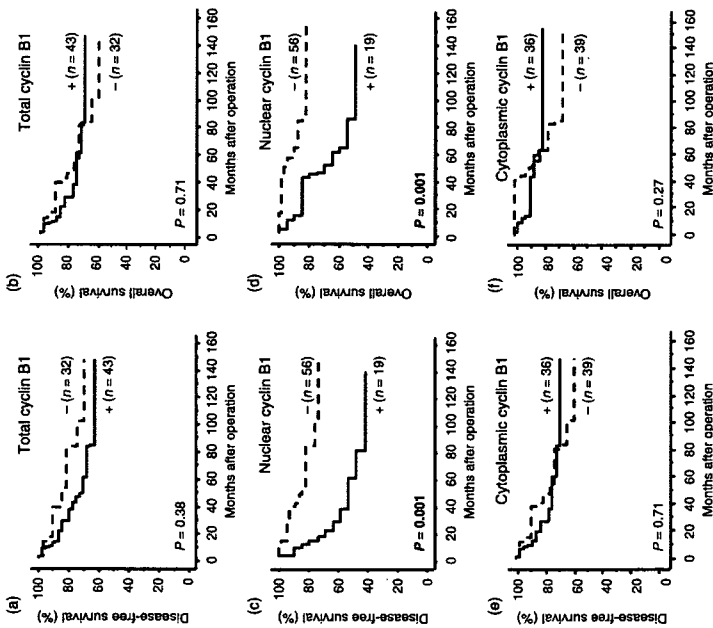 (a)
Total cyclin B1
Disease-free survival (%)
100
80
60
40
20
0
− (n = 32)
+ (n = 43)
P = 0.38
0 20 40 60 80 100 120 140 160
Months after operation
(b)
Total cyclin B1
Overall survival (%)
100
80
60
40
20
0
+ (n = 43)
− (n = 32)
P = 0.71
0 20 40 60 80 100 120 140 160
Months after operation
(c)
Nuclear cyclin B1
Disease-free survival (%)
100
80
60
40
20
0
− (n = 56)
+ (n = 19)
P = 0.001
0 20 40 60 80 100 120 140 160
Months after operation
(d)
Nuclear cyclin B1
Overall survival (%)
100
80
60
40
20
0
− (n = 56)
+ (n = 19)
P = 0.001
0 20 40 60 80 100 120 140 160
Months after operation
(e)
Cytoplasmic cyclin B1
Disease-free survival (%)
100
80
60
40
20
0
+ (n = 36)
− (n = 39)
P = 0.71
0 20 40 60 80 100 120 140 160
Months after operation
(f)
Cytoplasmic cyclin B1
Overall survival (%)
100
80
60
40
20
0
+ (n = 36)
− (n = 39)
P = 0.27
0 20 40 60 80 100 120 140 160
Months after operation